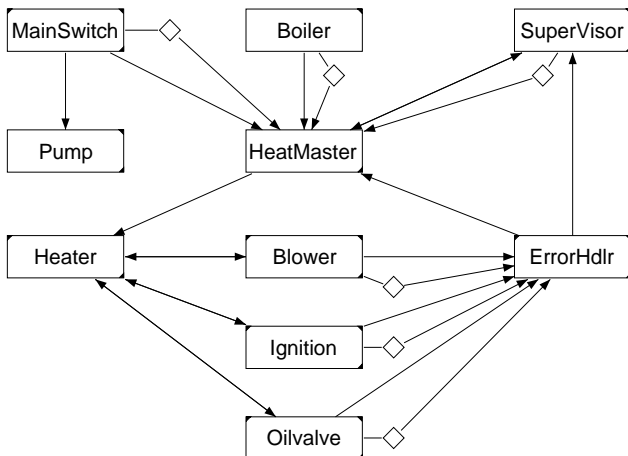 MainSwitch
Boiler
SuperVisor
Pump
HeatMaster
Heater
Blower
ErrorHdlr
Ignition
Oilvalve